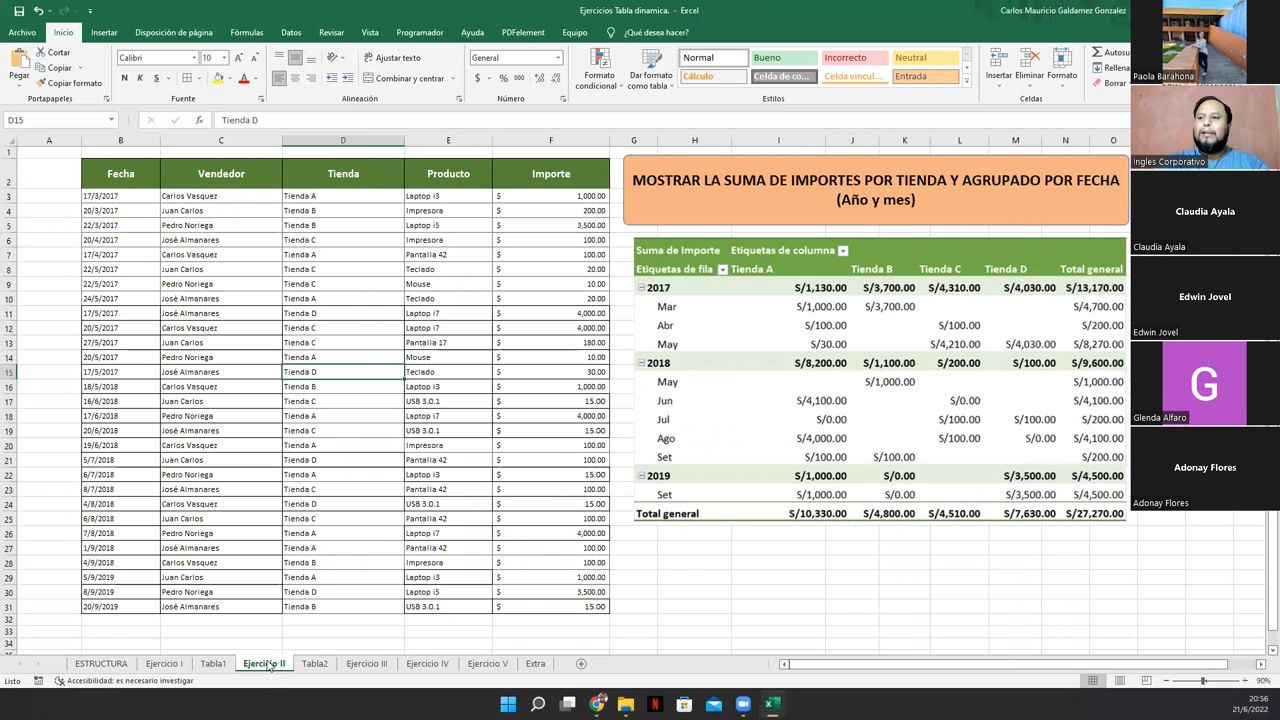 Ejercicios Tabla dinamica. - Excel
Carlos Mauricio Galdamez Gonzalez
Archivo Inicio Insertar Disposición de página Fórmulas Datos Revisar Vista Programador Ayuda PDFelement Equipo ¿Qué desea hacer?
Pegar
Cortar
Copiar
Copiar formato
Portapapeles
Calibri 10
N K S
Fuente
Ajustar texto
Combinar y centrar
Alineación
General
Número
Formato condicional
Dar formato como tabla
Normal Bueno Incorrecto Neutral
Cálculo Celda de co... Celda vincul... Entrada
Estilos
Insertar Eliminar Formato
Celdas
Autosu
Rellena
Borrar
D15 Tienda D
A B C D E F G H I J K L M N O
Fecha Vendedor Tienda Producto Importe
17/3/2017 Carlos Vasquez Tienda A Laptop i3 $ 1,000.00
20/3/2017 Juan Carlos Tienda B Impresora $ 200.00
22/3/2017 Pedro Noriega Tienda B Laptop i5 $ 3,500.00
20/4/2017 José Almanares Tienda C Impresora $ 100.00
17/4/2017 Carlos Vasquez Tienda A Pantalla 42 $ 100.00
22/5/2017 Juan Carlos Tienda C Teclado $ 20.00
22/5/2017 Pedro Noriega Tienda C Mouse $ 10.00
24/5/2017 José Almanares Tienda A Teclado $ 20.00
17/5/2017 José Almanares Tienda D Laptop i7 $ 4,000.00
20/5/2017 Carlos Vasquez Tienda C Laptop i7 $ 4,000.00
27/5/2017 Juan Carlos Tienda C Pantalla 17 $ 180.00
20/5/2017 Pedro Noriega Tienda A Mouse $ 10.00
17/5/2017 José Almanares Tienda D Teclado $ 30.00
18/5/2018 Carlos Vasquez Tienda B Laptop i3 $ 1,000.00
16/6/2018 Juan Carlos Tienda C USB 3.0.1 $ 15.00
17/6/2018 Pedro Noriega Tienda A Laptop i7 $ 4,000.00
20/6/2018 José Almanares Tienda C USB 3.0.1 $ 15.00
19/6/2018 Carlos Vasquez Tienda A Impresora $ 100.00
5/7/2018 Juan Carlos Tienda D Pantalla 42 $ 100.00
6/7/2018 Pedro Noriega Tienda A Laptop i3 $ 15.00
8/7/2018 José Almanares Tienda C Pantalla 42 $ 100.00
4/8/2018 Carlos Vasquez Tienda D USB 3.0.1 $ 15.00
6/8/2018 Juan Carlos Tienda C Pantalla 42 $ 100.00
7/8/2018 Pedro Noriega Tienda A Laptop i7 $ 4,000.00
1/9/2018 José Almanares Tienda A Pantalla 42 $ 100.00
4/9/2018 Carlos Vasquez Tienda B Impresora $ 100.00
5/9/2019 Juan Carlos Tienda A Laptop i3 $ 1,000.00
8/9/2019 Pedro Noriega Tienda D Laptop i5 $ 3,500.00
20/9/2019 José Almanares Tienda B USB 3.0.1 $ 15.00
MOSTRAR LA SUMA DE IMPORTES POR TIENDA Y AGRUPADO POR FECHA
(Año y mes)
Suma de Importe Etiquetas de columna
Etiquetas de fila Tienda A Tienda B Tienda C Tienda D Total general
2017 S/1,130.00 S/3,700.00 S/4,310.00 S/4,030.00 S/13,170.00
Mar S/1,000.00 S/3,700.00 S/4,700.00
Abr S/100.00 S/100.00 S/200.00
May S/30.00 S/4,210.00 S/4,030.00 S/8,270.00
2018 S/8,200.00 S/1,100.00 S/200.00 S/100.00 S/9,600.00
May S/1,000.00 S/1,000.00
Jun S/4,100.00 S/0.00 S/4,100.00
Jul S/0.00 S/100.00 S/100.00 S/200.00
Ago S/4,000.00 S/100.00 S/0.00 S/4,100.00
Set S/100.00 S/100.00 S/200.00
2019 S/1,000.00 S/0.00 S/3,500.00 S/4,500.00
Set S/1,000.00 S/0.00 S/3,500.00 S/4,500.00
Total general S/10,330.00 S/4,800.00 S/4,510.00 S/7,630.00 S/27,270.00
Paola Barahona
Ingles Corporativo
Claudia Ayala
Claudia Ayala
Edwin Jovel
Edwin Jovel
G
Glenda Alfaro
Adonay Flores
Adonay Flores
ESTRUCTURA Ejercicio I Tabla1 Ejercicio II Tabla2 Ejercicio III Ejercicio IV Ejercicio V Extra
Listo Accesibilidad: es necesario investigar 90%
20:56
21/6/2022